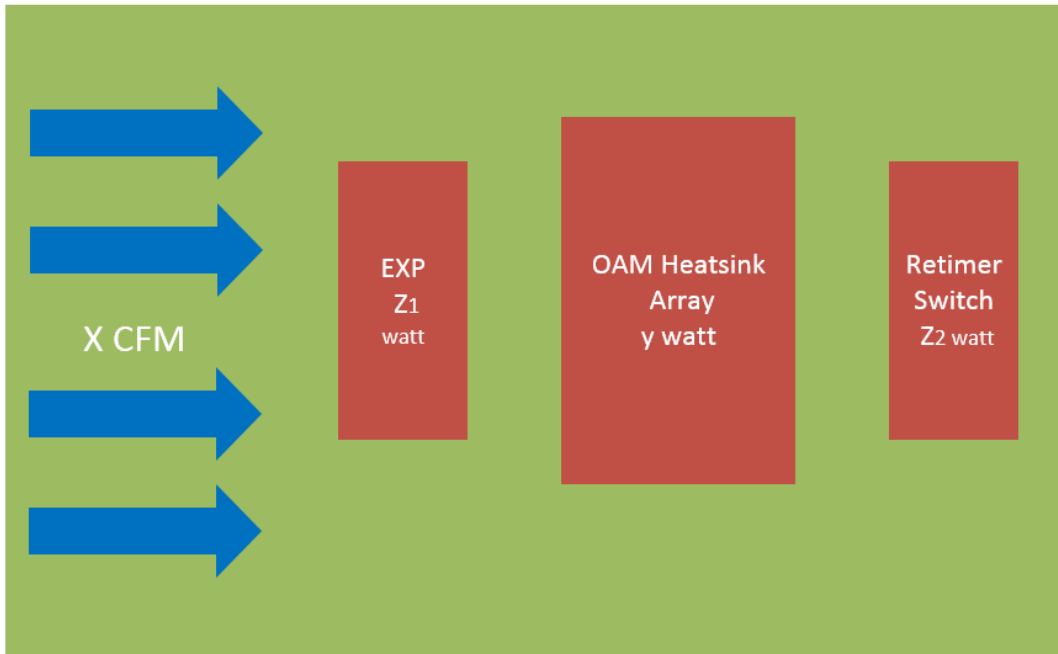 X CFM
EXP
Z1
watt
OAM Heatsink
Array
y watt
Retimer
Switch
Z2 watt